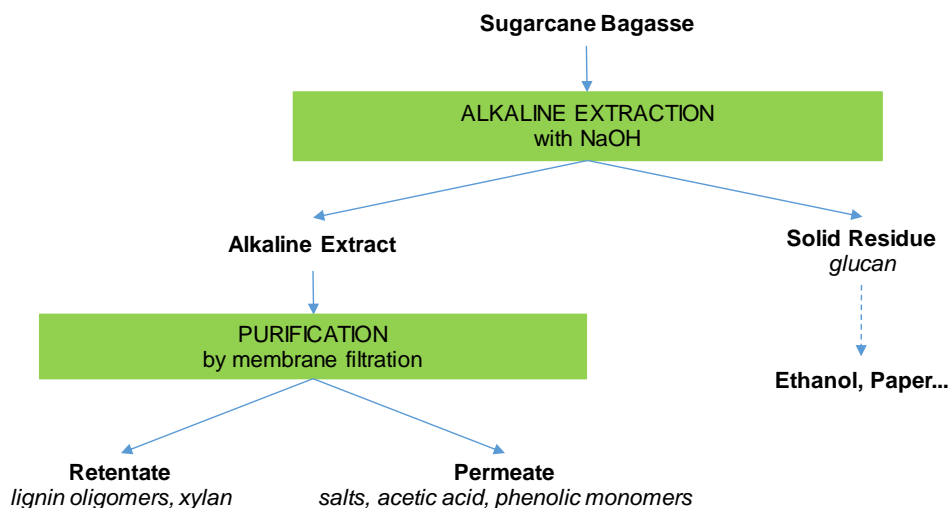 Sugarcane Bagasse
ALKALINE EXTRACTION
with NaOH
Alkaline Extract
Solid Residue
glucan
PURIFICATION
by membrane filtration
Ethanol, Paper...
Retentate
lignin oligomers, xylan
Permeate
salts, acetic acid, phenolic monomers